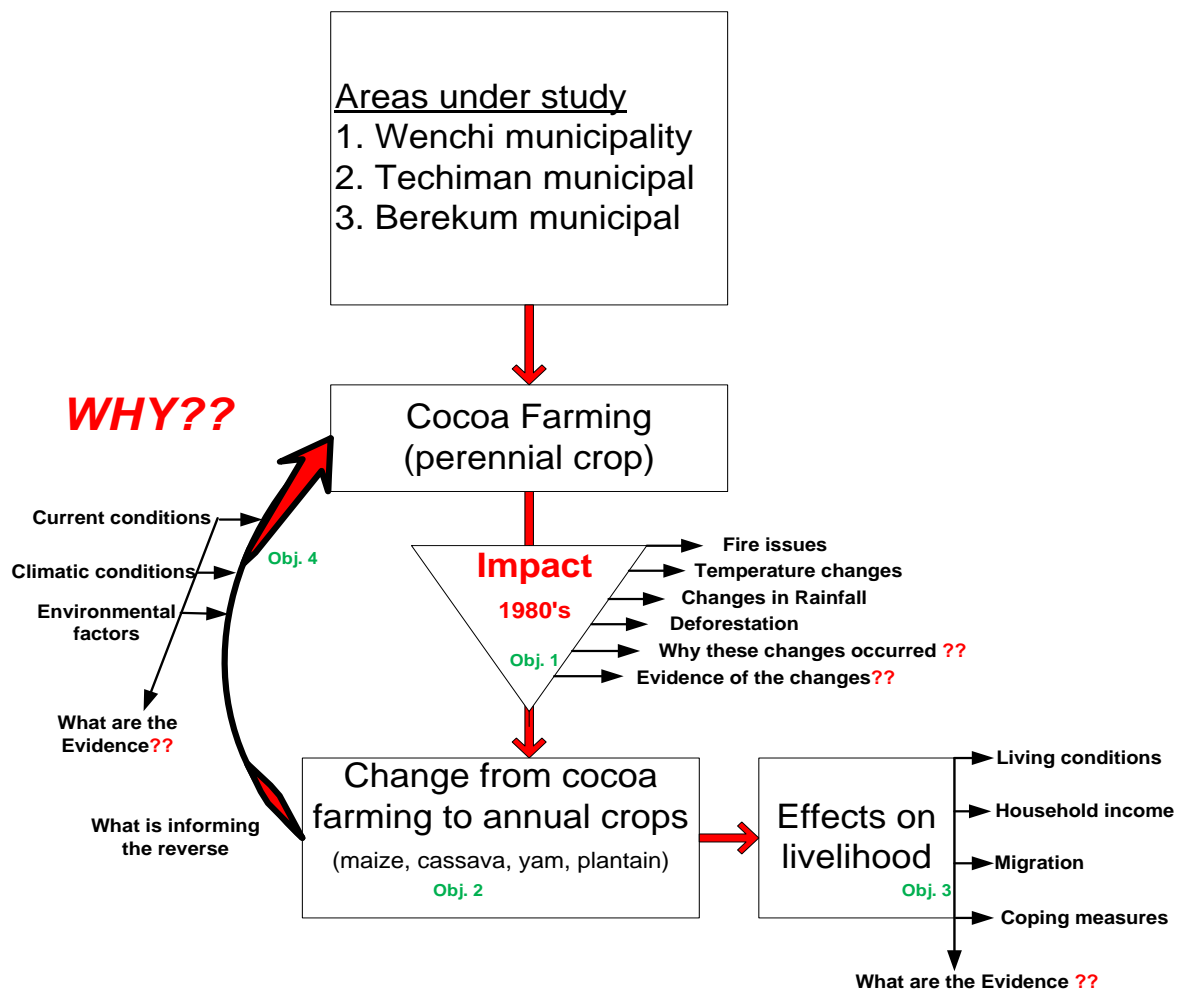 Areas under study
1. Wenchi municipality
2. Techiman municipal
3. Berekum municipal
WHY??
Cocoa Farming
(perennial crop)
Current conditions
Climatic conditions
Environmental
factors
What are the
Evidence??
Obj. 4
Impact
1980's
Obj. 1
Fire issues
Temperature changes
Changes in Rainfall
Deforestation
Why these changes occurred ??
Evidence of the changes??
What is informing
the reverse
Change from cocoa
farming to annual crops
(maize, cassava, yam, plantain)
Obj. 2
Effects on
livelihood
Obj. 3
Living conditions
Household income
Migration
Coping measures
What are the Evidence ??